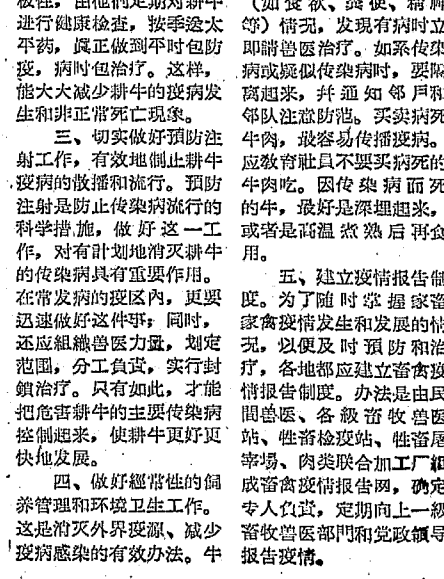 极性，由他们定期对耕牛
进行健康检查，按季送太
平药，真正做到平时包防
疫，病时包治疗。这样，
能大大减少耕牛的疫病发
生和非正常死亡现象。
三、切实做好預防注
射工作，有效地制止耕牛
疫病的散播和流行。預防
注射是防止传染病流行的
科学措施，做好这一工
作，对有計划地消灭耕牛
的传染病具有重要作用。
在常发病的疫区內，更要
迅速做好这件事；同时，
还应組織兽医力量，划定
范围，分工負責，实行封
鎖治疗。只有如此，才能
把危害耕牛的主要传染病
控制起来，使耕牛更好更
快地发展。
四、做好經常性的飼
养管理和环境卫生工作。
这是消灭外界疫源、减少
疫病感染的有效办法。牛
（如食欲、粪便、精神
等）情况，发现有病时立
即請兽医治疗。如系传染
病或疑似传染病时，要隔
离起来，并通知邻戶和
邻队注意防范。买卖病死
牛肉，最容易传播疫病。
应教育社員不要买病死的
牛肉吃。因传染病而死
的牛，最好是深埋起来，
或者是高温煮熟后再食
用。
五、建立疫情报告制
度。为了随时掌握家畜
家禽疫情发生和发展的情
况，以便及时預防和治
疗，各地都应建立畜禽疫
情报告制度。办法是由民
間兽医、各級畜牧兽医
站、牲畜检疫站、牲畜屠
宰場、肉类联合加工厂組
成畜禽疫情报告网，确定
专人負責，定期向上一級
畜牧兽医部門和党政領导
报告疫情。